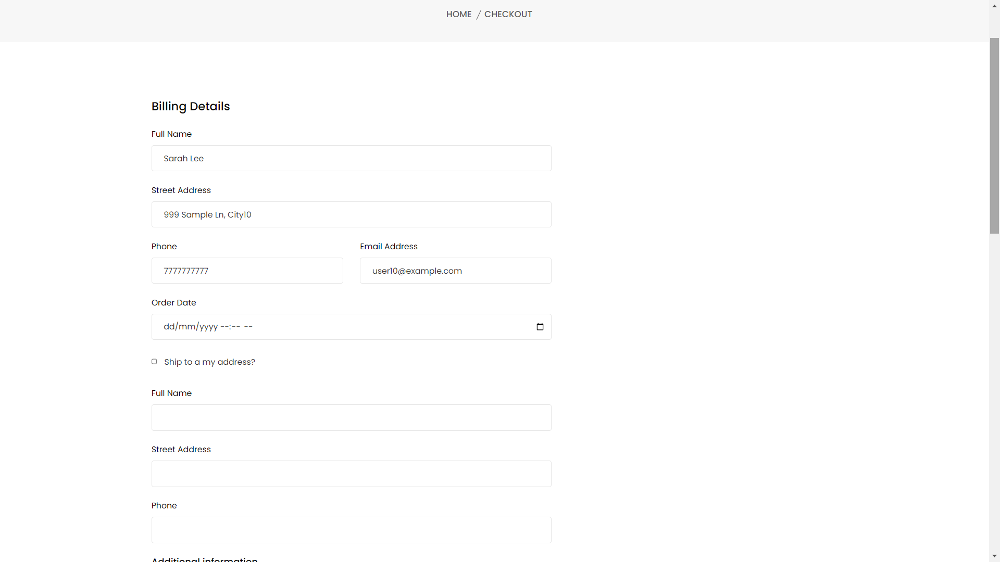 HOME / CHECKOUT
Billing Details
Full Name
Sarah Lee
Street Address
999 Sample Ln, City10
Phone
Email Address
7777777777
user10@example.com
Order Date
dd/mm/yyyy --:-- --
Ship to a my address?
Full Name
Street Address
Phone
Additional information